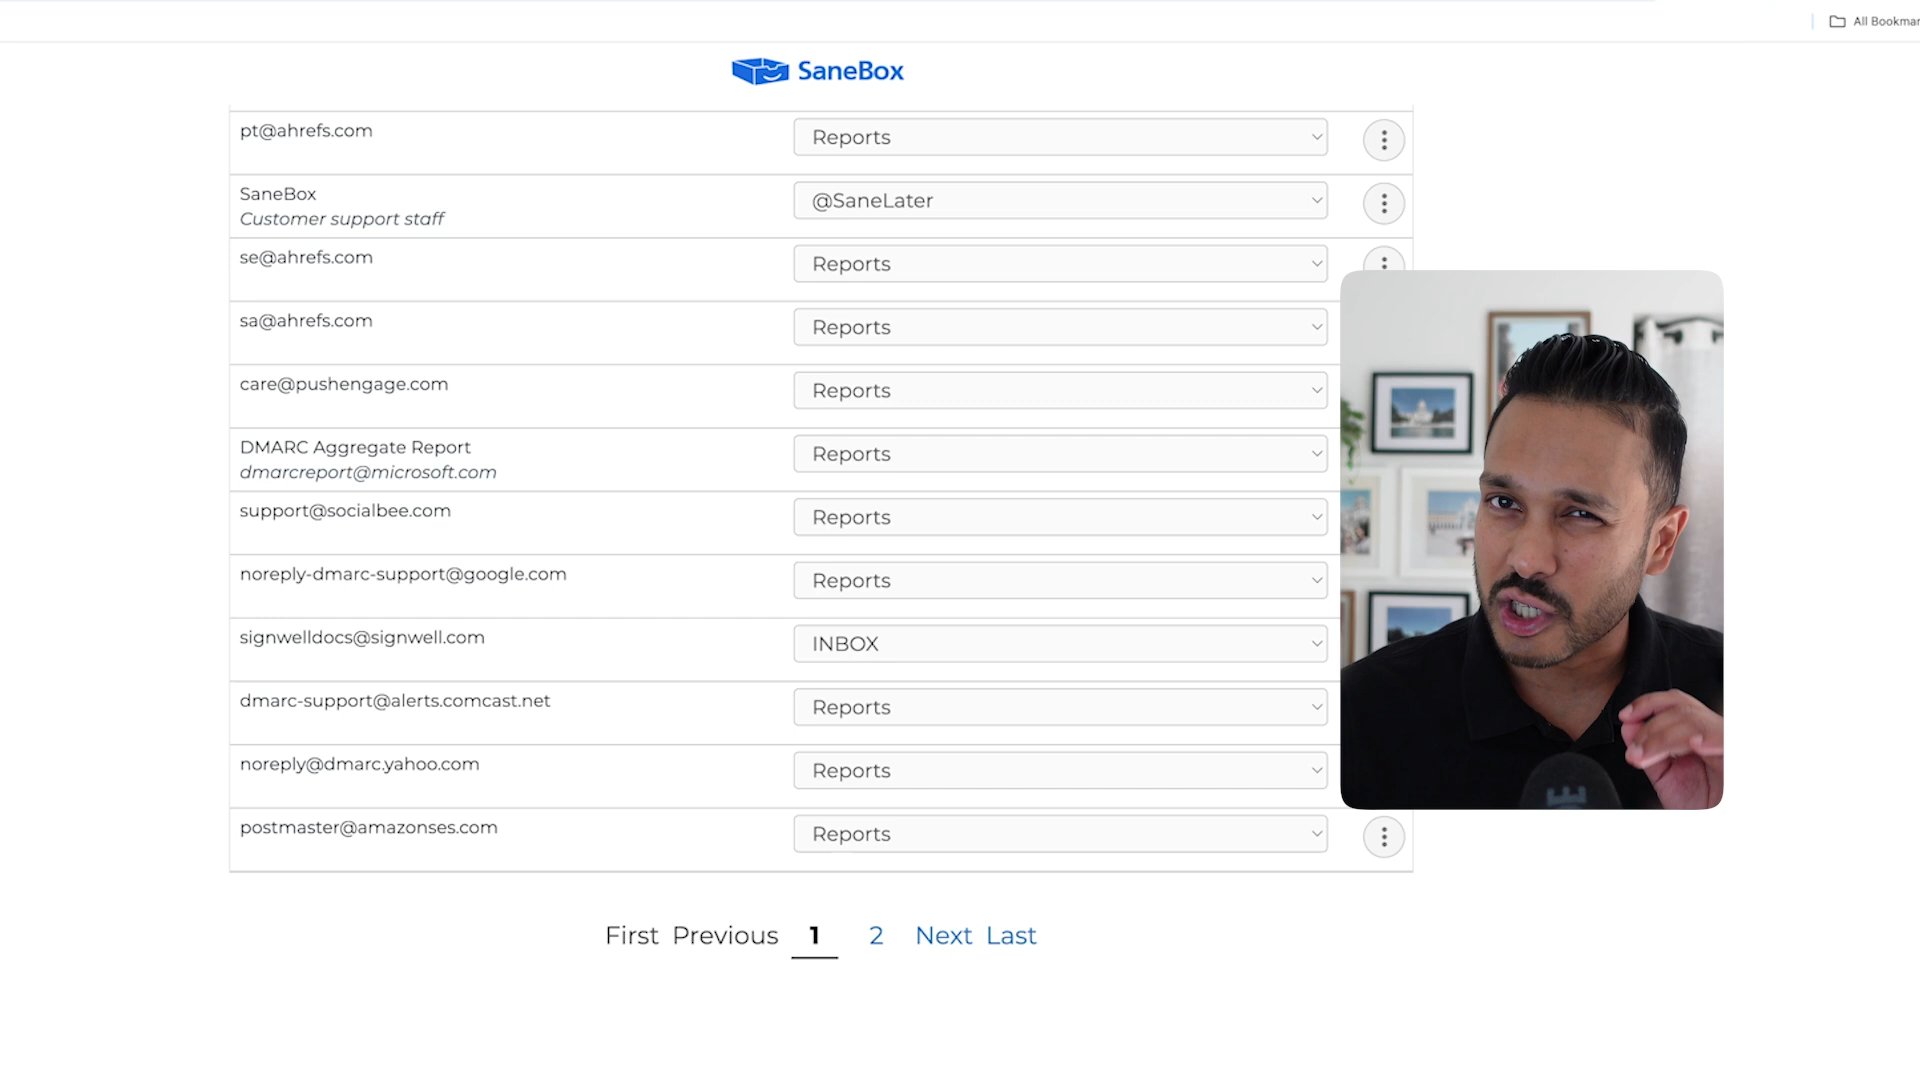 All Bookmar
SaneBox
pt@ahrefs.com
Reports
SaneBox
Customer support staff
@SaneLater
se@ahrefs.com
Reports
sa@ahrefs.com
Reports
care@pushengage.com
Reports
DMARC Aggregate Report
dmarcreport@microsoft.com
Reports
support@socialbee.com
Reports
noreply-dmarc-support@google.com
Reports
signwelldocs@signwell.com
INBOX
dmarc-support@alerts.comcast.net
Reports
noreply@dmarc.yahoo.com
Reports
postmaster@amazonses.com
Reports
First Previous 1 2 Next Last